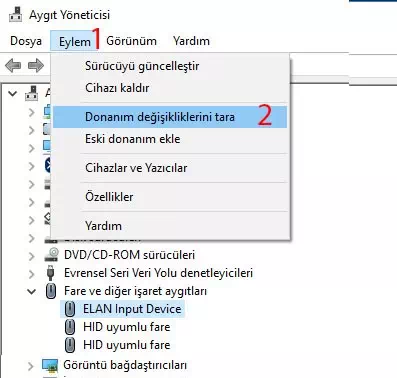 Aygıt Yöneticisi
Dosya Eylem 1 Görünüm Yardım
Sürücüyü güncelleştir
Cihazı kaldır
Donanım değişikliklerini tara 2
Eski donanım ekle
Cihazlar ve Yazıcılar
Özellikler
Yardım
DVD/CD-ROM sürücüleri
Evrensel Seri Veri Yolu denetleyicileri
Fare ve diğer işaret aygıtları
ELAN Input Device
HID uyumlu fare
HID uyumlu fare
Görüntü bağdaştırıcıları